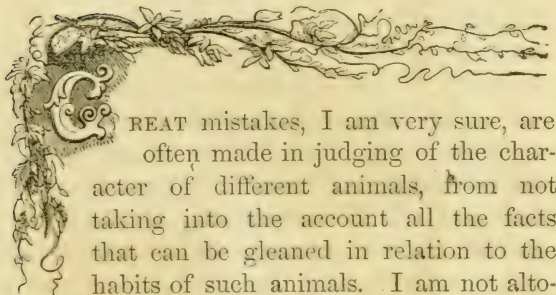 GREAT mistakes, I am very sure, are
often made in judging of the char-
acter of different animals, from not
taking into the account all the facts
that can be gleaned in relation to the
habits of such animals. I am not alto-